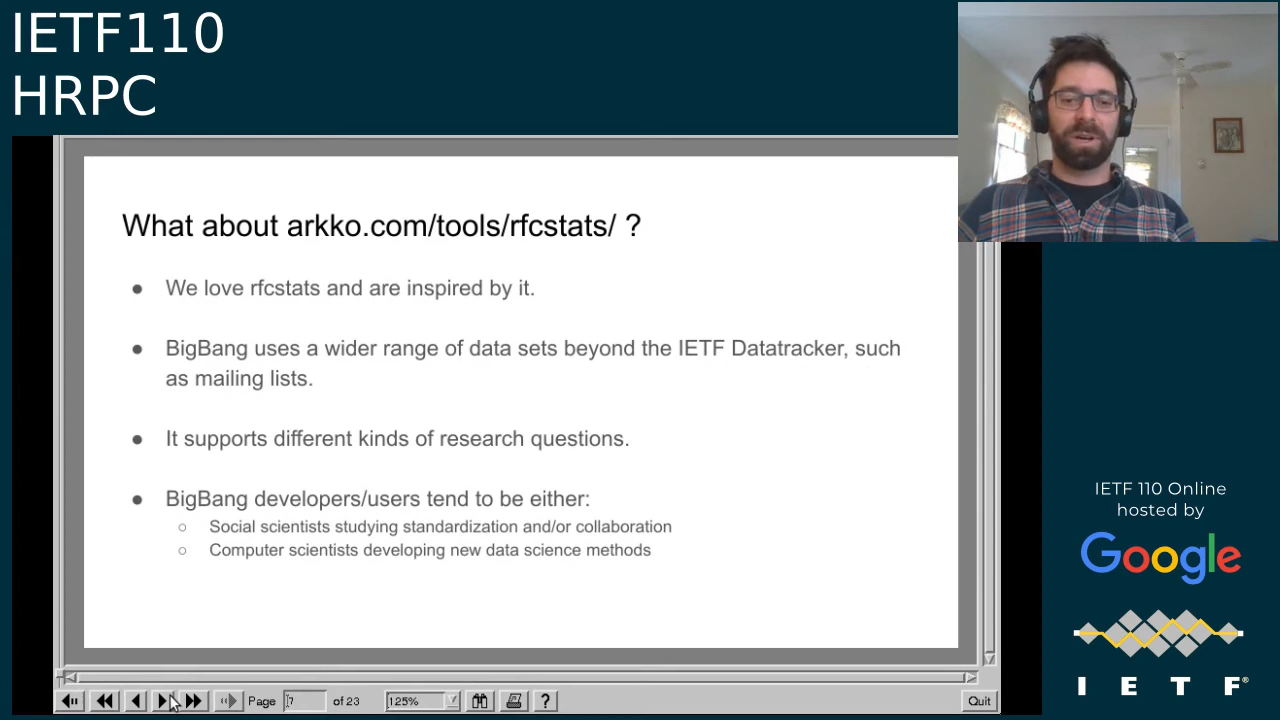 IETF110
HRPC
What about arkko.com/tools/rfcstats/ ?
● We love rfcstats and are inspired by it.
● BigBang uses a wider range of data sets beyond the IETF Datatracker, such
as mailing lists.
● It supports different kinds of research questions.
● BigBang developers/users tend to be either:
○ Social scientists studying standardization and/or collaboration
○ Computer scientists developing new data science methods
Page 7 of 23 125% ? Quit
IETF 110 Online
hosted by
Google
I E T F®